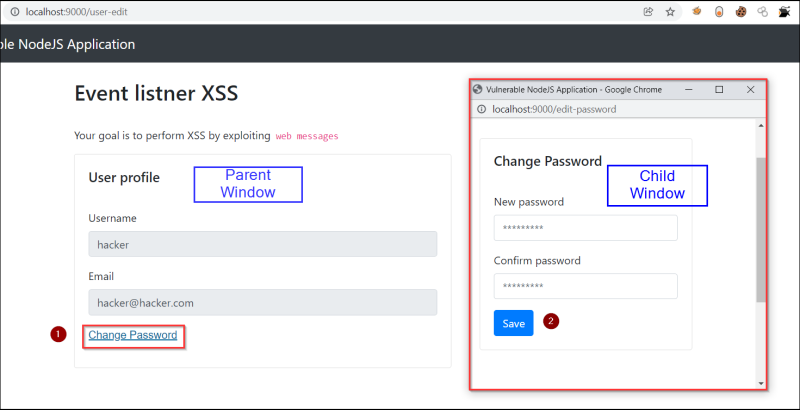 localhost:9000/user-edit
ble NodeJS Application
Event listner XSS
Your goal is to perform XSS by exploiting web messages
User profile
Parent
Window
Username
hacker
Email
hacker@hacker.com
1
Change Password
Vulnerable NodeJS Application - Google Chrome
localhost:9000/edit-password
Change Password
Child
Window
New password
*********
Confirm password
*********
Save
2